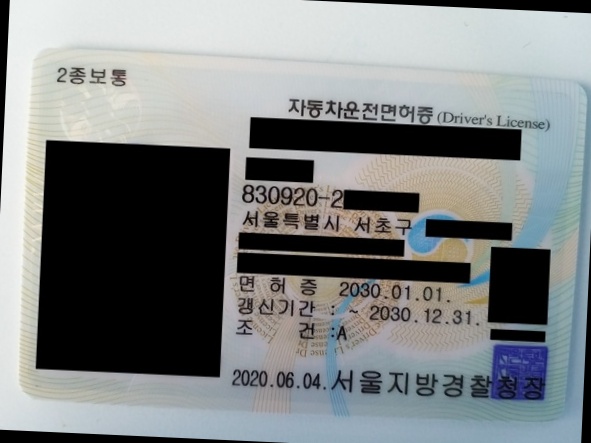 2종보통
자동차운전면허증 (Driver's License)
830920-2
서울특별시 서초구
면 허 증 2030.01.01.
갱신기간 : ~ 2030.12.31.
조 건 :A
2020.06.04. 서울지방경찰청장